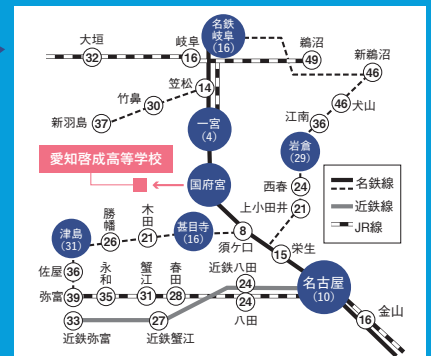 名鉄
岐阜
(16)
大垣
32
岐阜
16
鵜沼
49
新鵜沼
46
笠松
14
竹鼻
30
新羽島
37
犬山
46
江南
36
一宮
(4)
岩倉
(29)
愛知啓成高等学校
国府宮
西春
24
上小田井
21
名鉄線
近鉄線
JR線
津島
(31)
勝幡
26
木田
21
甚目寺
(16)
須ケ口
8
栄生
15
佐屋
36
弥富
39
永和
35
蟹江
31
春田
28
近鉄八田
24
八田
24
名古屋
(10)
金山
16
近鉄弥富
33
近鉄蟹江
27